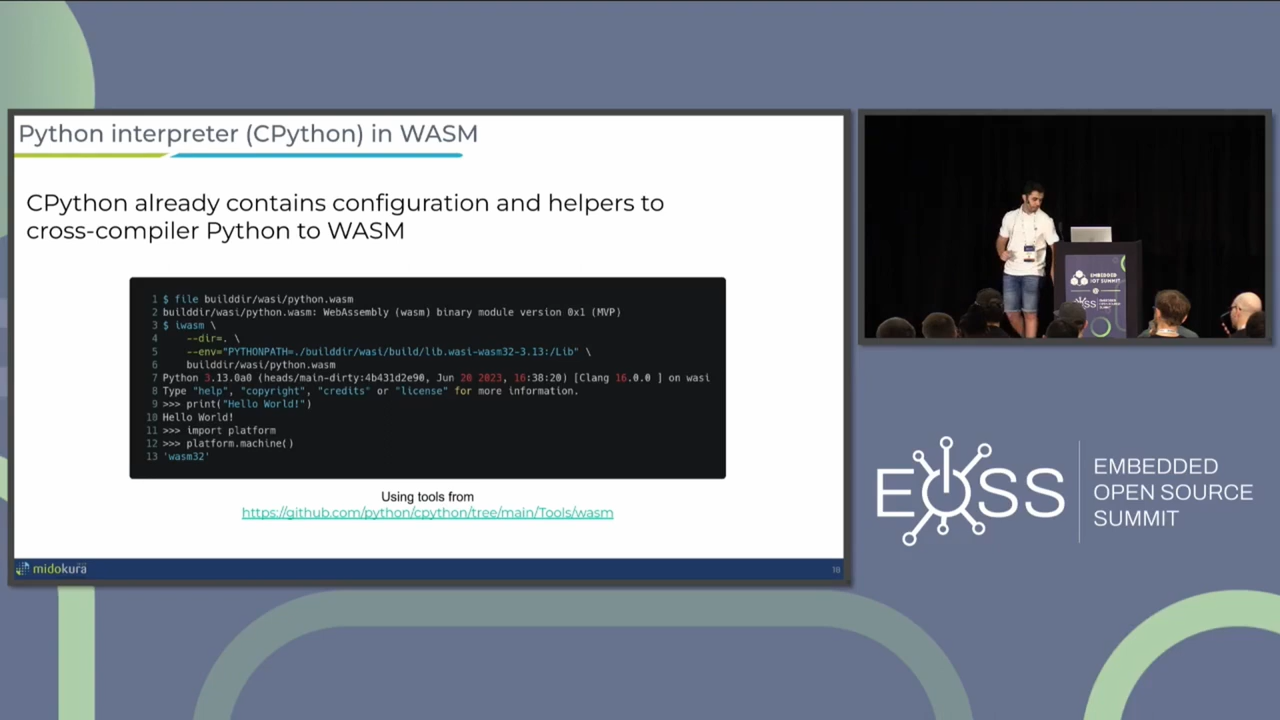 Python interpreter (CPython) in WASM
CPython already contains configuration and helpers to
cross-compiler Python to WASM
1 $ file builddir/wasi/python.wasm
2 builddir/wasi/python.wasm: WebAssembly (wasm) binary module version 0x1 (MVP)
3 $ iwasm \
4 --dir=. \
5 --env="PYTHONPATH=./builddir/wasi/build/lib.wasi-wasm32-3.13:/Lib" \
6 builddir/wasi/python.wasm
7 Python 3.13.0a0 (heads/main-dirty:4b431d2e90, Jun 20 2023, 16:38:20) [Clang 16.0.0 ] on wasi
8 Type "help", "copyright", "credits" or "license" for more information.
9 >>> print("Hello World!")
10 Hello World!
11 >>> import platform
12 >>> platform.machine()
13 'wasm32'
Using tools from
https://github.com/python/cpython/tree/main/Tools/wasm
midokura
19
EMBEDDED
IOT SUMMIT
EOSS
EMBEDDED
OPEN SOURCE
SUMMIT